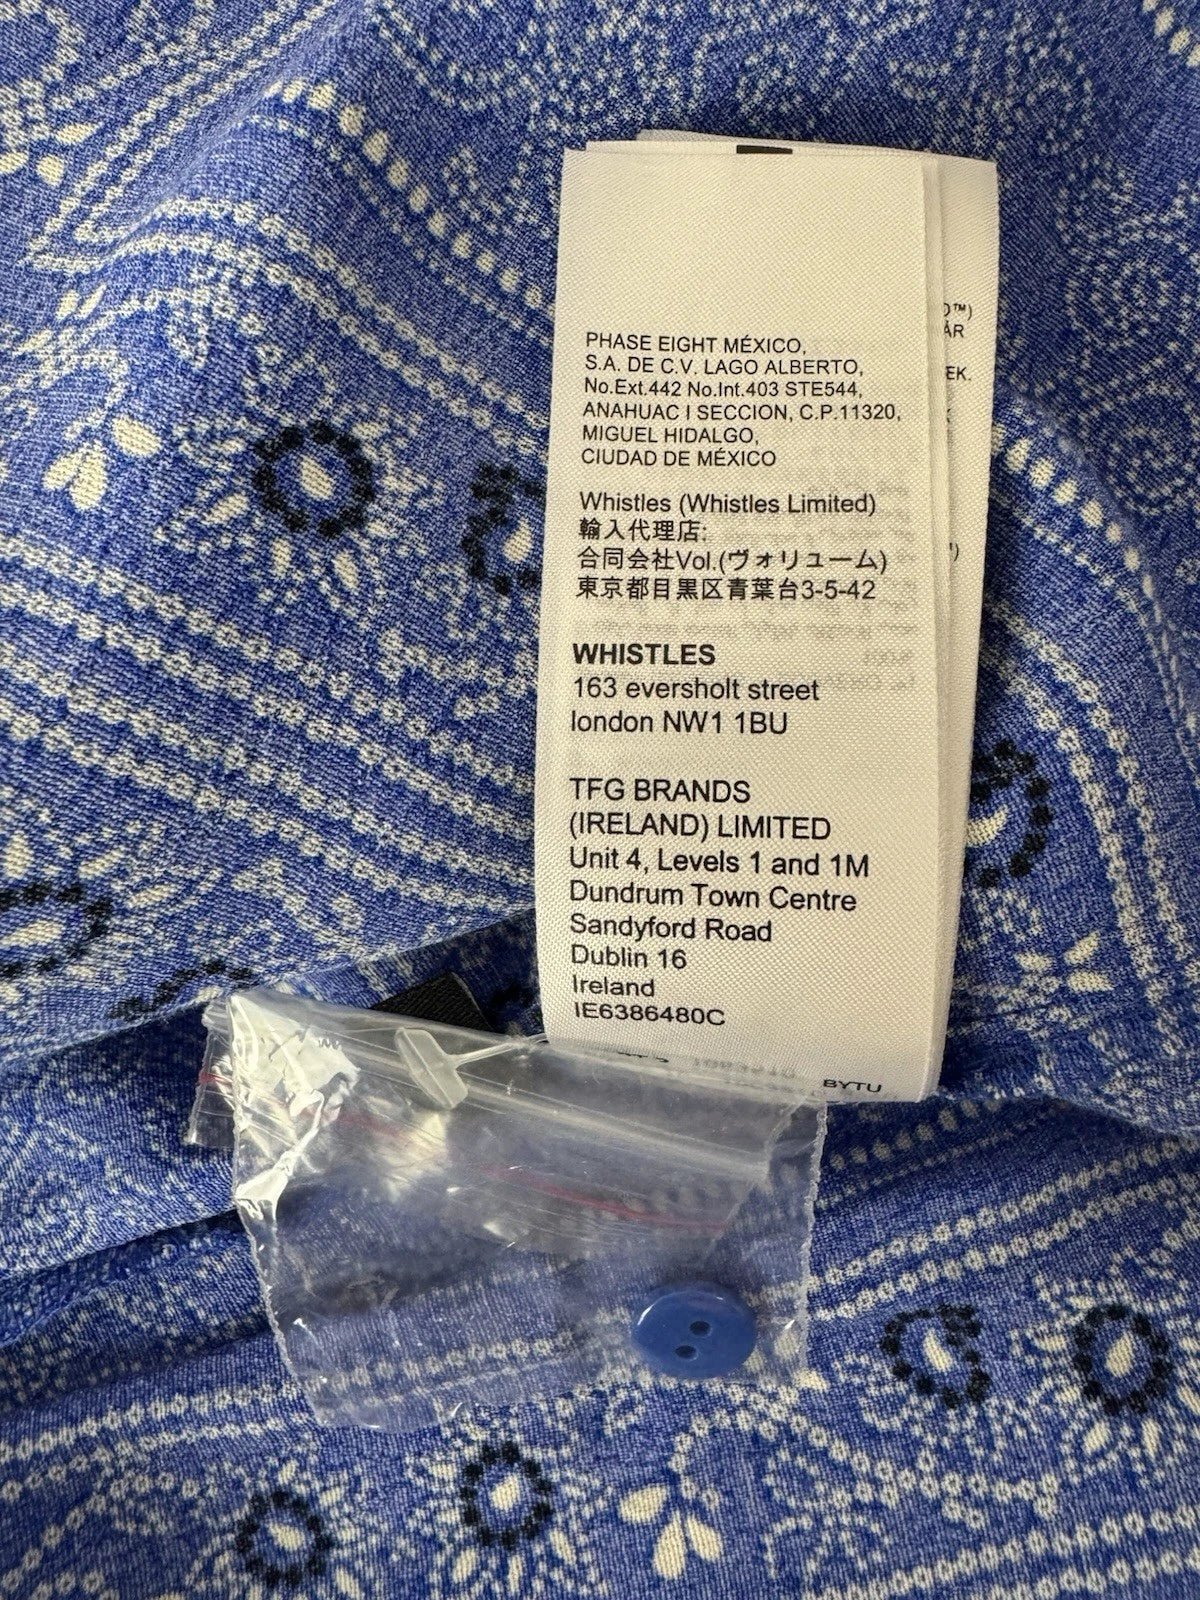 PHASE EIGHT MÉXICO,
S.A. DE C.V. LAGO ALBERTO,
No.Ext.442 No.Int.403 STE544,
ANAHUAC I SECCION, C.P.11320,
MIGUEL HIDALGO,
CIUDAD DE MÉXICO
Whistles (Whistles Limited)
輸入代理店:
合同会社Vol.(ヴォリューム)
東京都目黒区青葉台3-5-42
WHISTLES
163 eversholt street
london NW1 1BU
TFG BRANDS
(IRELAND) LIMITED
Unit 4, Levels 1 and 1M
Dundrum Town Centre
Sandyford Road
Dublin 16
Ireland
IE6386480C
BYTU